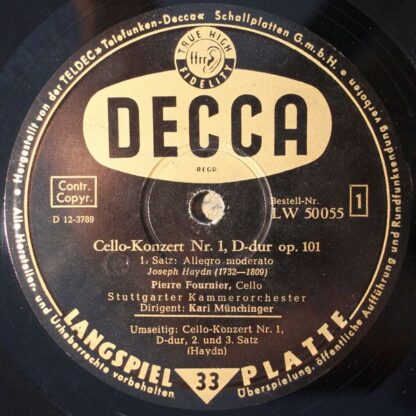 Hergestellt von der »TELDEC« Telefunken-Decca« Schallplatten G.m.b.H.
TRUE HIGH
ffrr
FIDELITY
DECCA
REGD
Contr.
Copyr.
D 12-3789
Bestell-Nr.
LW 50055
1
Cello-Konzert Nr. 1, D-dur op. 101
1. Satz: Allegro moderato
Joseph Haydn (1732—1809)
Pierre Fournier, Cello
Stuttgarter Kammerorchester
Dirigent: Karl Münchinger
Umseitig: Cello-Konzert Nr. 1,
D-dur, 2. und 3. Satz
(Haydn)
LANGSPIEL 33 PLATTE
Alle Hersteller- und Urheberrechte vorbehalten
Überspielung, öffentliche Aufführung und Rundfunksendung verboten